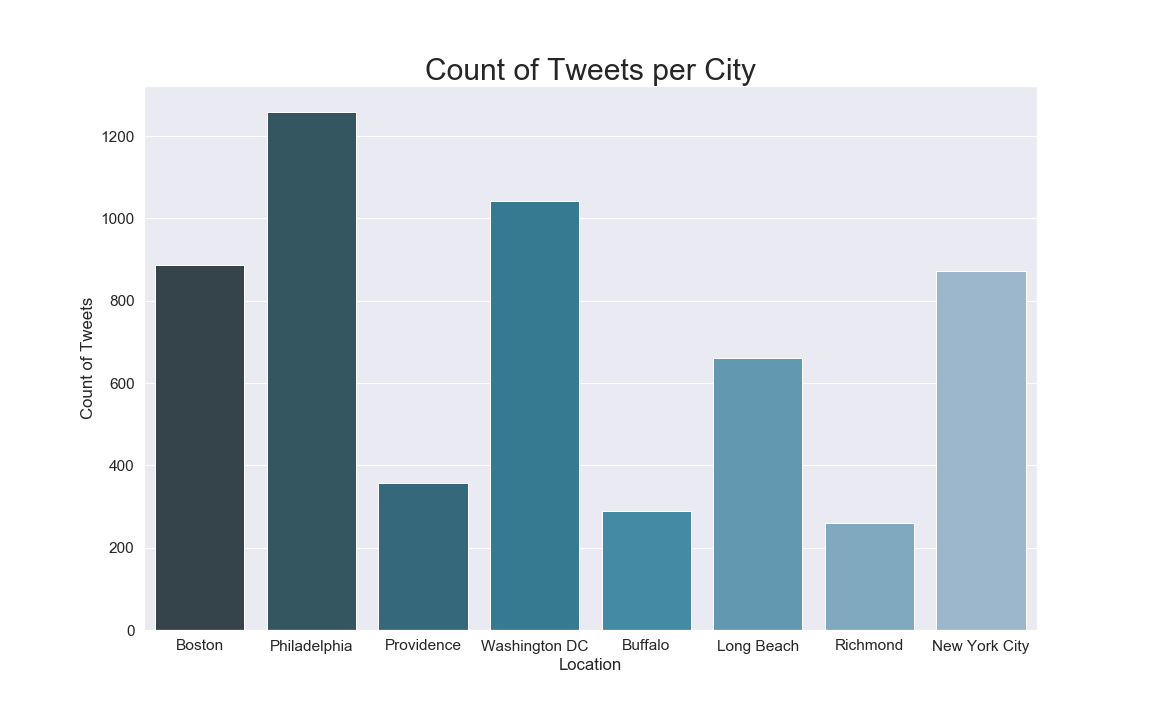 Count of Tweets per City
1200
1000
800
600
400
200
0
Count of Tweets
Boston Philadelphia Providence Washington DC Buffalo Long Beach Richmond New York City
Location